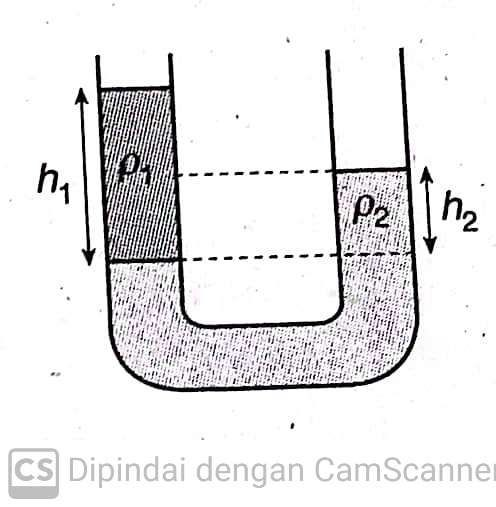 h₁
ρ₁
ρ₂
h₂
CS Dipindai dengan CamScanner